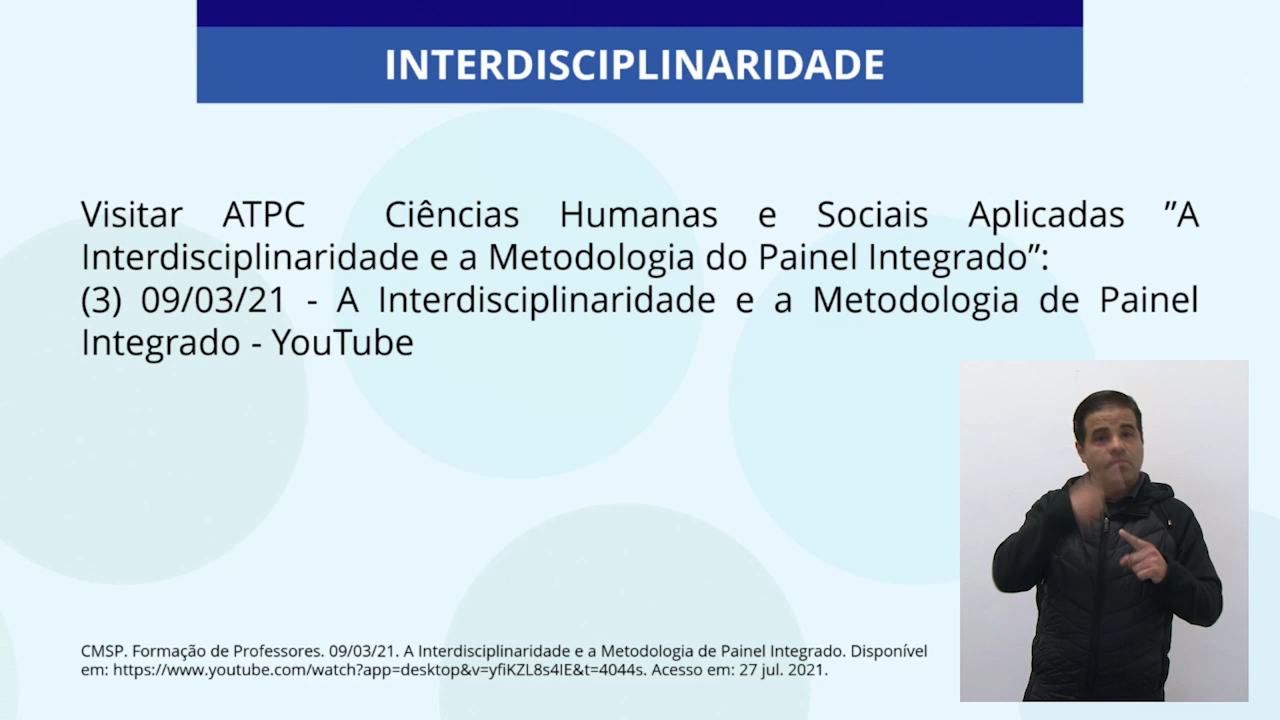 INTERDISCIPLINARIDADE
Visitar ATPC Ciências Humanas e Sociais Aplicadas ”A
Interdisciplinaridade e a Metodologia do Painel Integrado”:
(3) 09/03/21 - A Interdisciplinaridade e a Metodologia de Painel
Integrado - YouTube
CMSP. Formação de Professores. 09/03/21. A Interdisciplinaridade e a Metodologia de Painel Integrado. Disponível
em: https://www.youtube.com/watch?app=desktop&v=yfiKZL8s4IE&t=4044s. Acesso em: 27 jul. 2021.